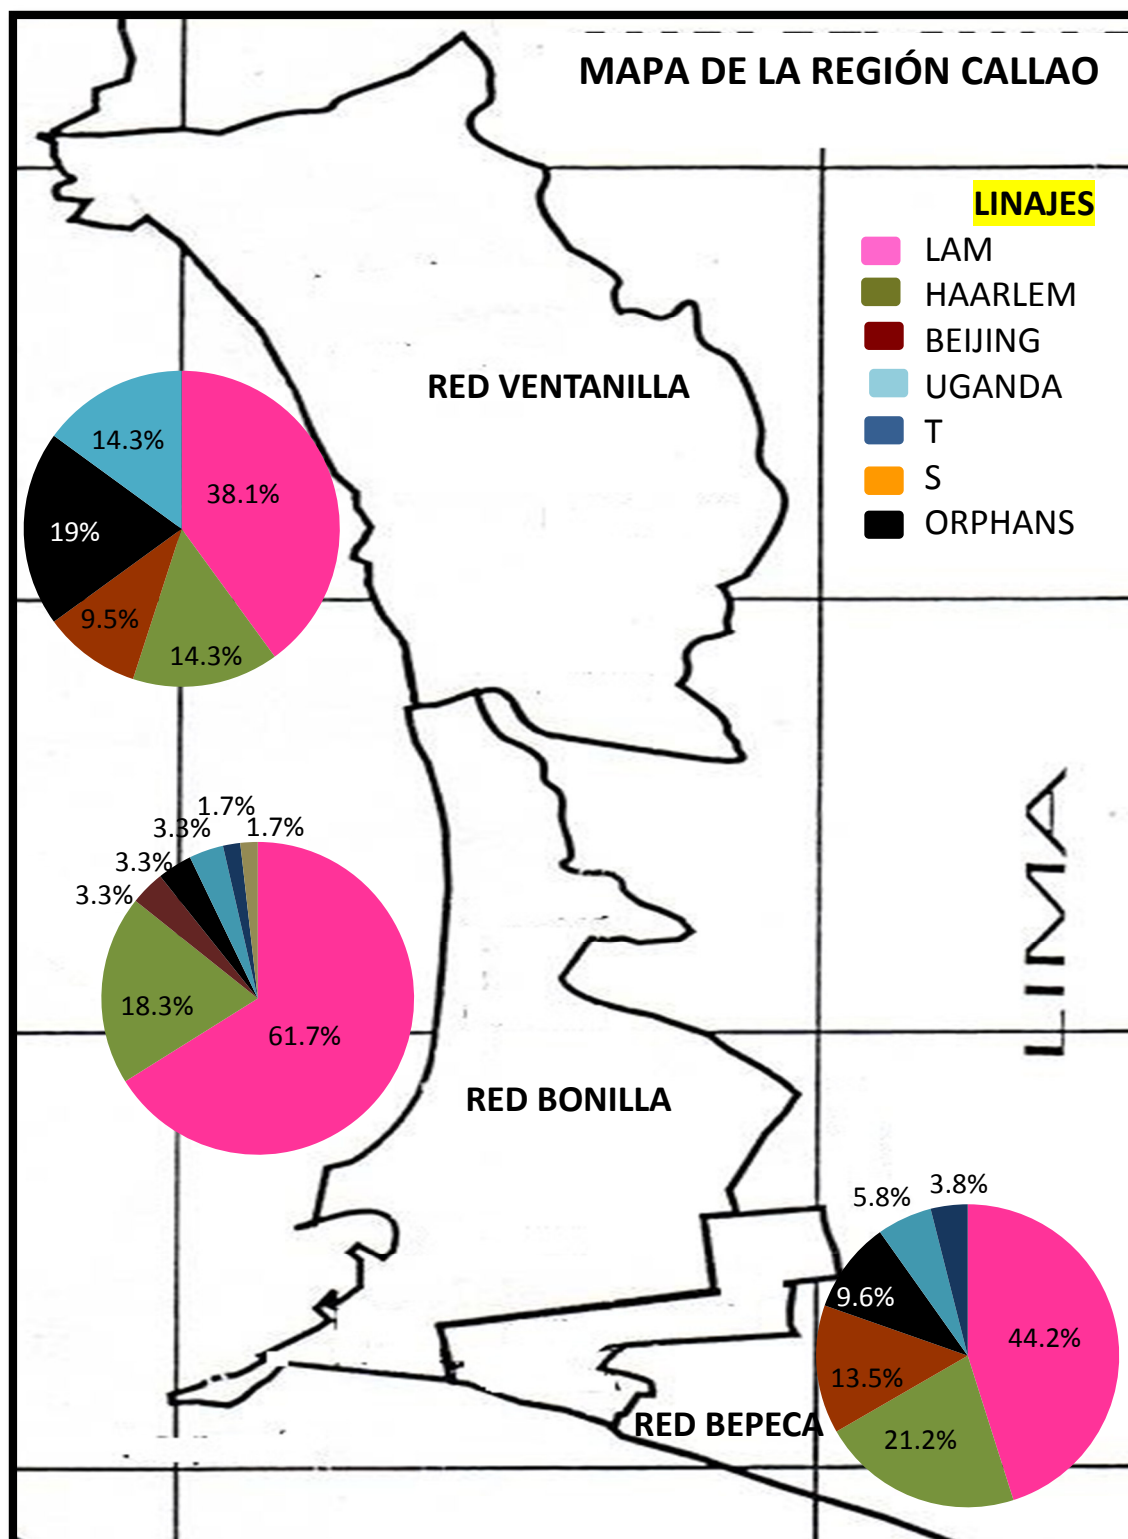 MAPA DE LA REGIÓN CALLAO
LINAJES
LAM
HAARLEM
BEIJING
UGANDA
T
S
ORPHANS
RED VENTANILLA
14.3%
38.1%
19%
9.5%
14.3%
LIMA
1.7%
1.7%
3.3%
3.3%
3.3%
18.3%
61.7%
RED BONILLA
3.8%
5.8%
9.6%
44.2%
13.5%
21.2%
RED BEPECA